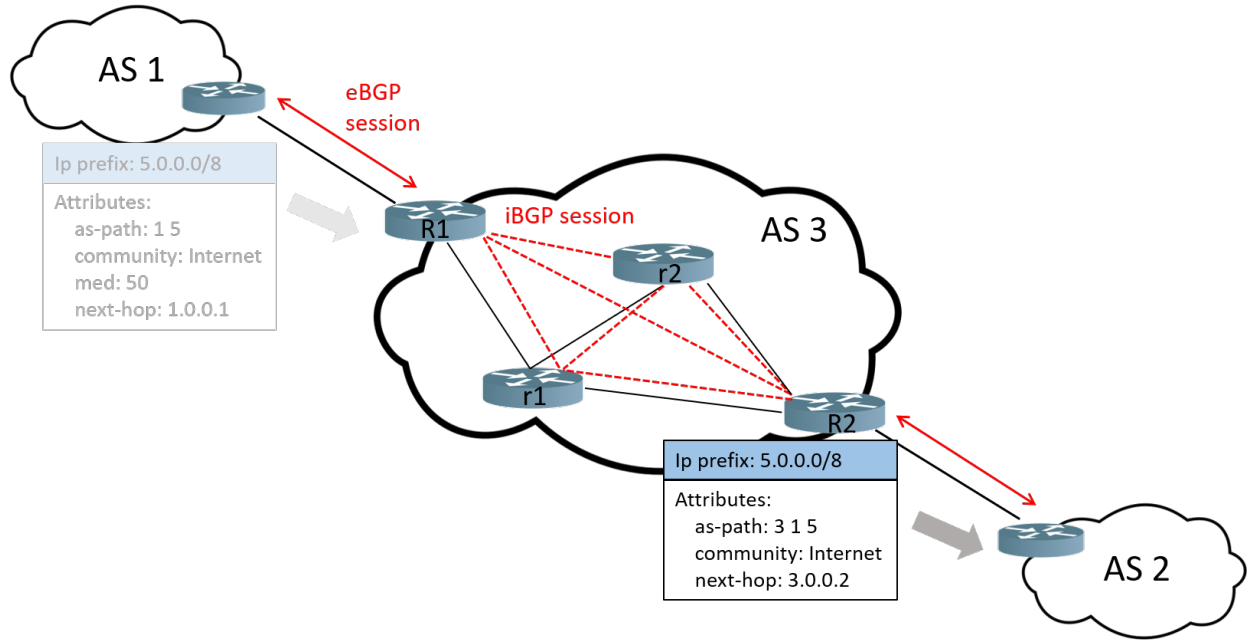 AS 1
eBGP
session
Ip prefix: 5.0.0.0/8
Attributes:
as-path: 1 5
community: Internet
med: 50
next-hop: 1.0.0.1
R1
iBGP session
AS 3
r2
r1
R2
Ip prefix: 5.0.0.0/8
Attributes:
as-path: 3 1 5
community: Internet
next-hop: 3.0.0.2
AS 2